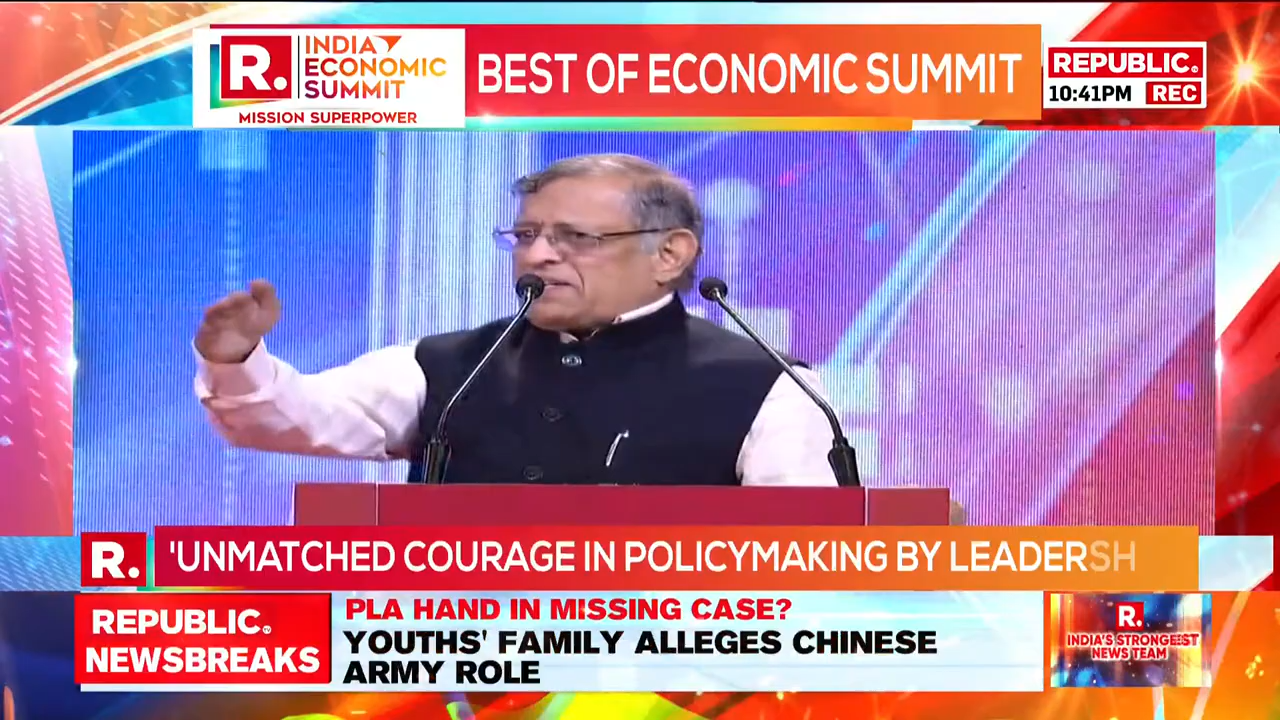 R.
INDIA
ECONOMIC
SUMMIT
MISSION SUPERPOWER
BEST OF ECONOMIC SUMMIT
REPUBLIC.
10:41PM REC
R. 'UNMATCHED COURAGE IN POLICYMAKING BY LEADERSH
REPUBLIC.
NEWSBREAKS
PLA HAND IN MISSING CASE?
YOUTHS' FAMILY ALLEGES CHINESE
ARMY ROLE
R.
INDIA'S STRONGEST
NEWS TEAM